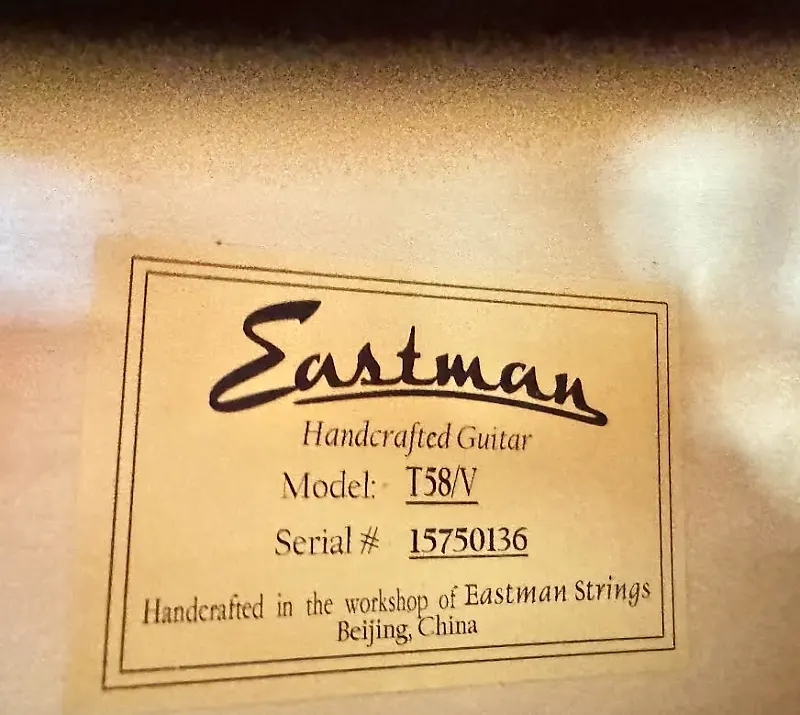 Eastman
Handcrafted Guitar
Model: T58/V
Serial # 15750136
Handcrafted in the workshop of Eastman Strings
Beijing, China